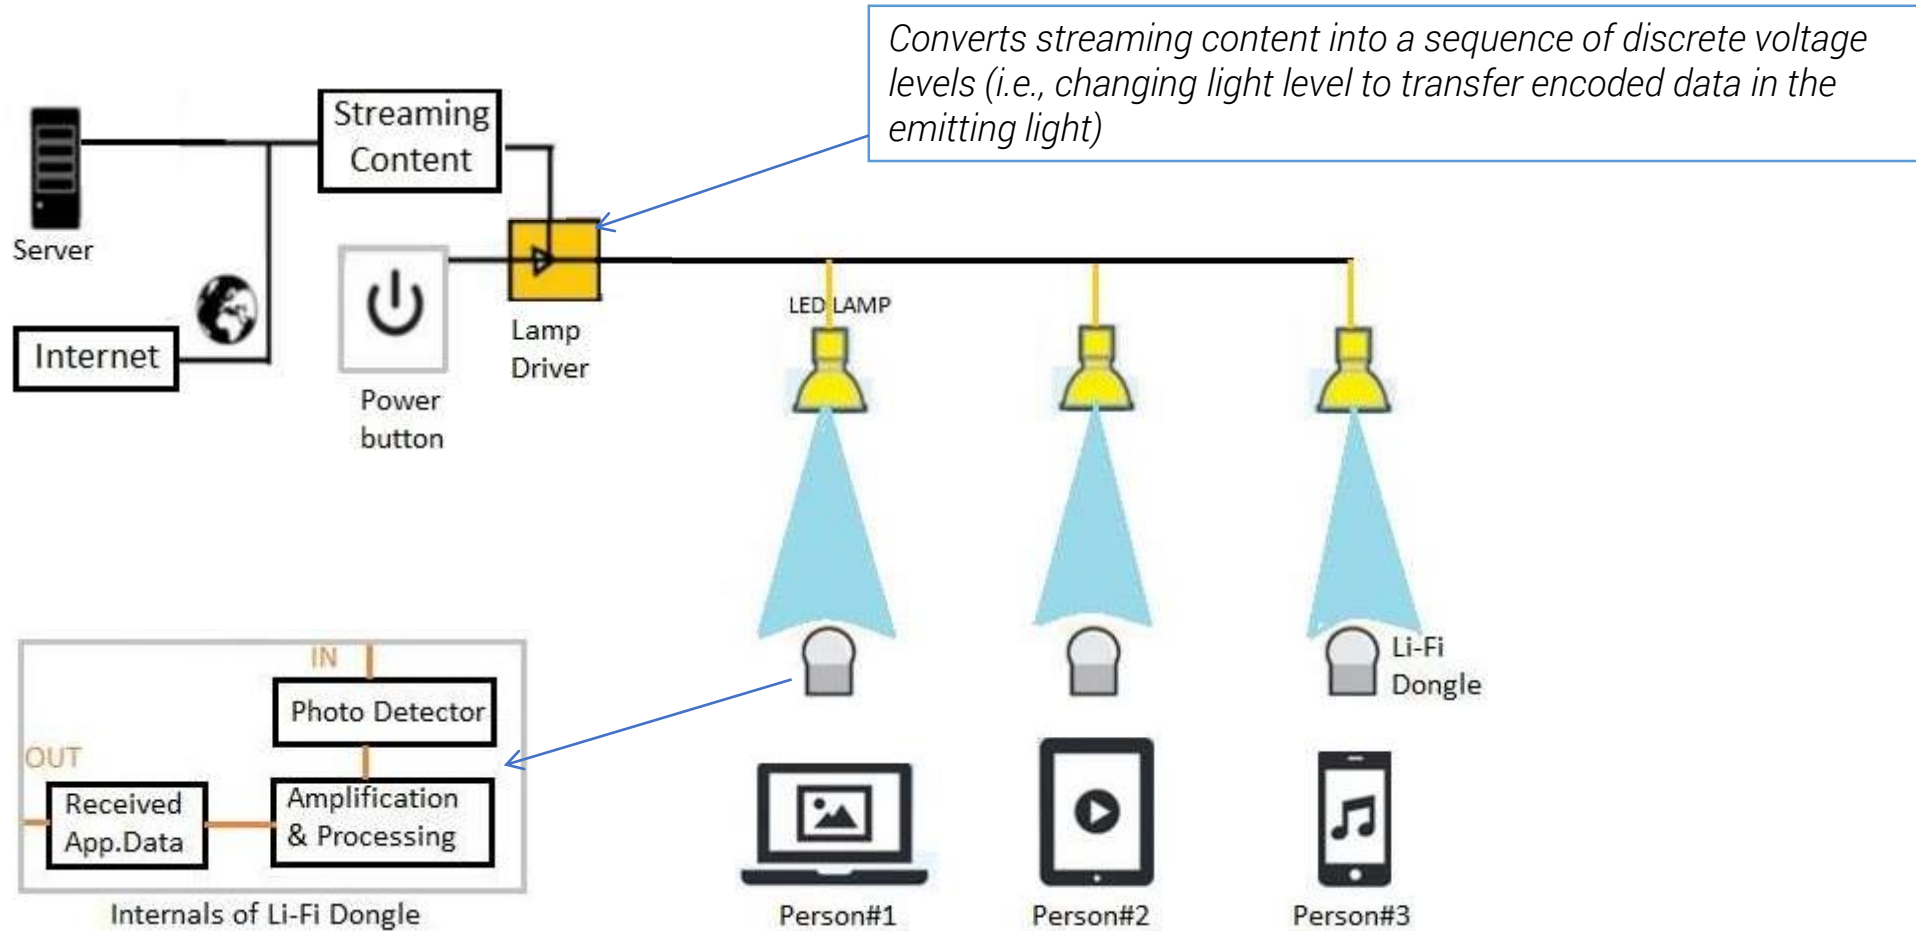 Converts streaming content into a sequence of discrete voltage
levels (i.e., changing light level to transfer encoded data in the
emitting light)
Streaming
Content
Server
Internet
Power
button
Lamp
Driver
LED LAMP
Li-Fi
Dongle
IN
Photo Detector
OUT
Received
App.Data
Amplification
& Processing
Internals of Li-Fi Dongle
Person#1
Person#2
Person#3